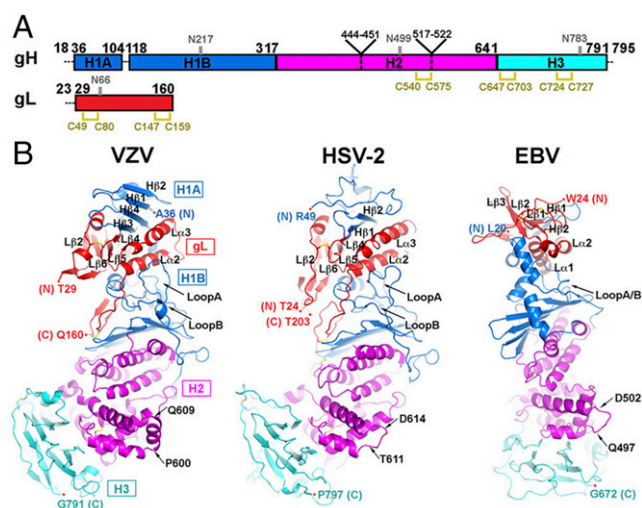 A
444-451 517-522
18 36 104 118 N217 317 N499 641 N783 791 795
gH H1A H1B H2 H3
C540 C575 C647 C703 C724 C727
23 29 N66 160
gL
C49 C80 C147 C159
B VZV HSV-2 EBV
H1A Hβ2 Hβ1 Hβ4 A36 (N) Hβ3
gL Lβ2 Lβ4 Lα3 Lβ6 Lβ5 Lα2
(N) T29 H1B
LoopA
LoopB
(C) Q160
H2
Q609
P600
H3
G791 (C)
(N) R49 Hβ2 Hβ1 Lα3
Lβ4
Lβ2 Lβ5 Lβ6 Lα2
(N) T24
(C) T203
LoopA
LoopB
D614
T611
P797 (C)
Lβ3 Lβ2 Lβ1 Hβ1 W24 (N)
(N) L20 Hβ2
Lα2
Lα1
LoopA/B
D502
Q497
G672 (C)